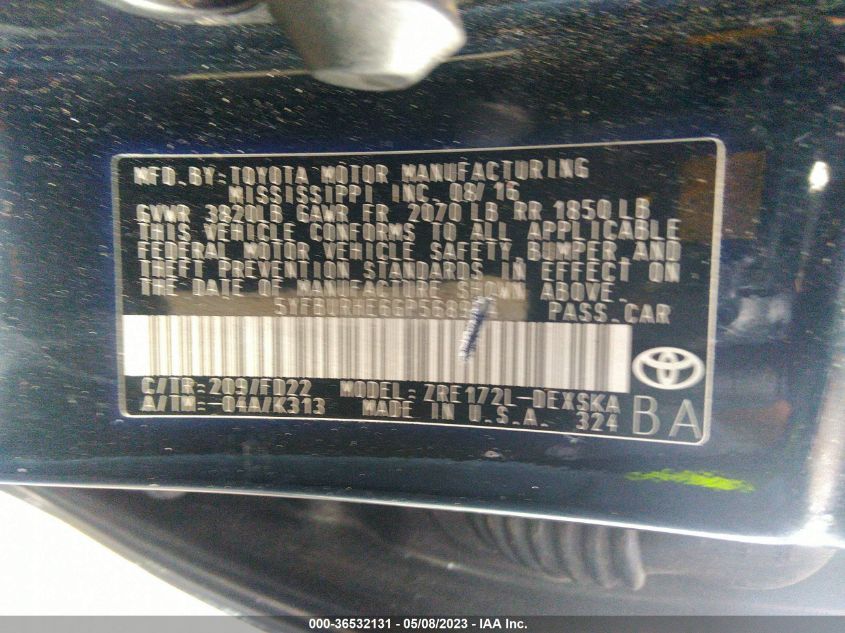 MFD. BY: TOYOTA MOTOR MANUFACTURING
MISSISSIPPI INC. 08/16
GVWR 3820LB GAWR FR 2070 LB RR 1850 LB
THIS VEHICLE CONFORMS TO ALL APPLICABLE
FEDERAL MOTOR VEHICLE SAFETY, BUMPER AND
THEFT PREVENTION STANDARDS IN EFFECT ON
THE DATE OF MANUFACTURE SHOWN ABOVE.
PASS. CAR
C/TR: 209/FD22 MODEL: ZRE172L-DEXSKA
A/TM: -04A/K313 MADE IN U.S.A. 324
BA
000-36532131 - 05/08/2023 - IAA Inc.